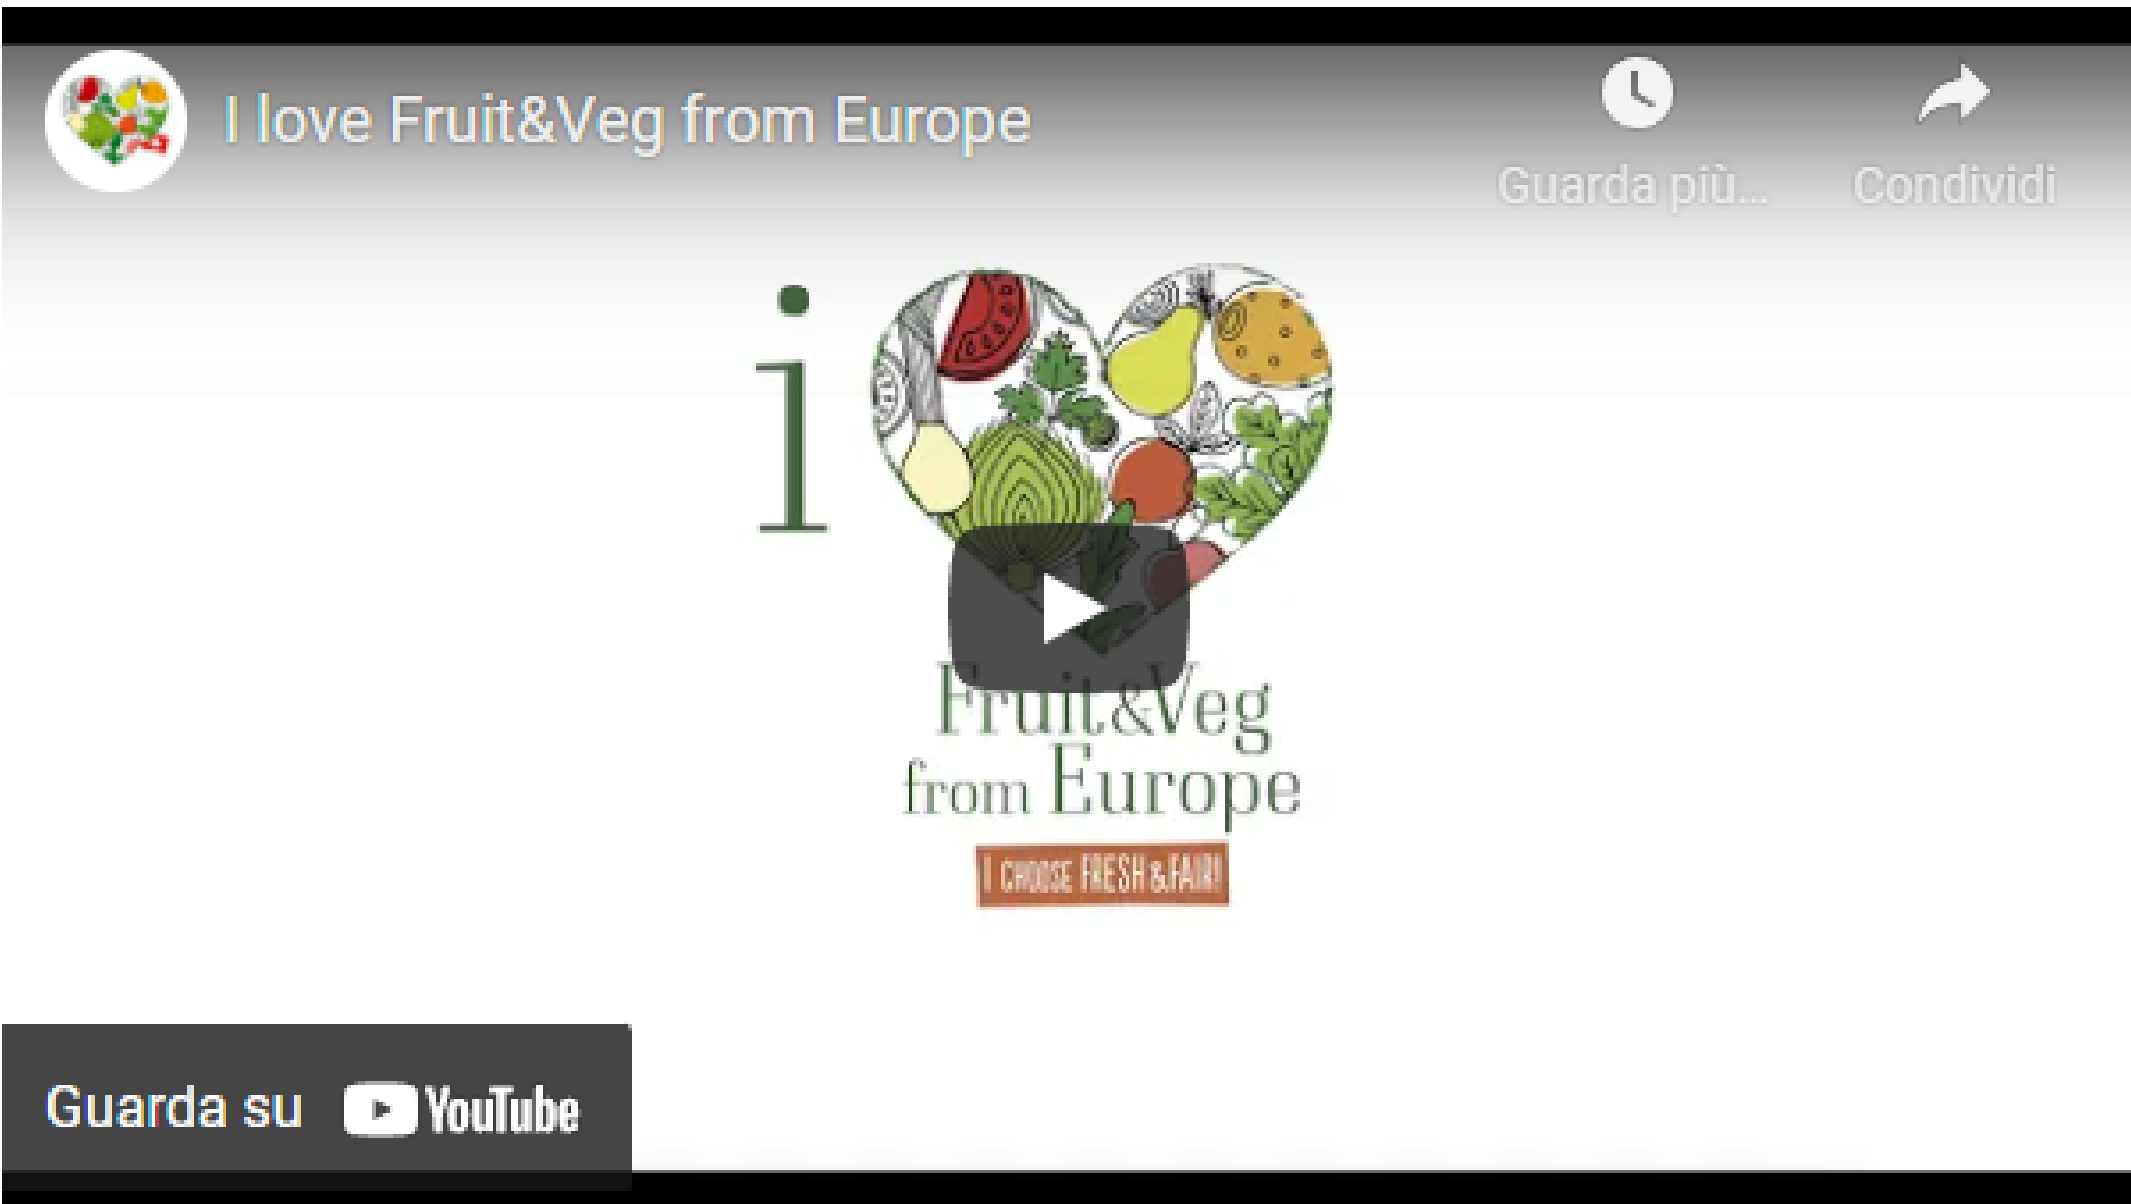 I love Fruit&Veg from Europe
Guarda più...
Condividi
i
Fruit&Veg
from Europe
I CHOOSE FRESH & FAIR!
Guarda su YouTube